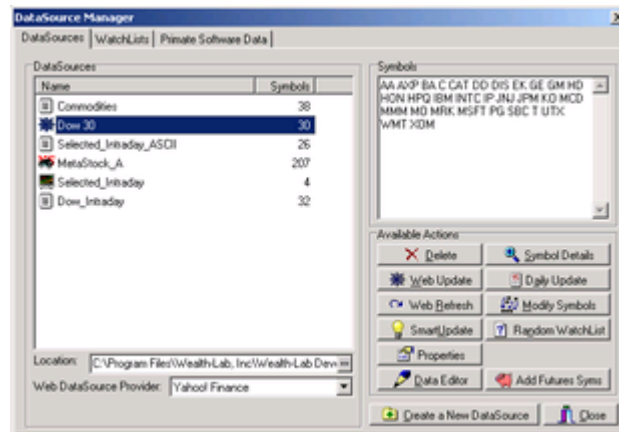 DataSource Manager
DataSources | WatchLists | Primate Software Data
DataSources
Name Symbols
Commodities 38
Dow 30 30
Selected_Intraday_ASCII 26
MetaStock_A 207
Selected_Intraday 4
Dow_Intraday 32
Location: C:\Program Files\Wealth-Lab, Inc\Wealth-Lab Deve
Web DataSource Provider: Yahoo! Finance
Symbols
AA AXP BA C CAT DD DIS EK GE GM HD
HON HPQ IBM INTC IP JNJ JPM KO MCD
MMM MO MRK MSFT PG SBC T UTX
WMT XOM
Available Actions
Delete Symbol Details
Web Update Daily Update
Web Refresh Modify Symbols
SmartUpdate Random WatchList
Properties
Data Editor Add Futures Syms
Create a New DataSource Close